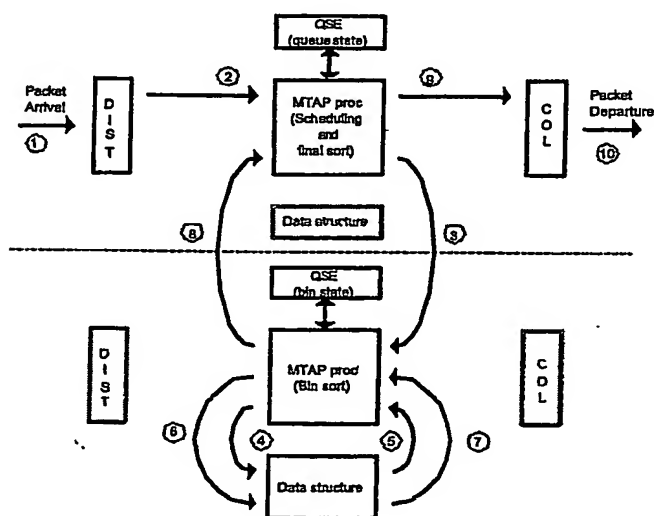 QSE
(queue state)
Packet
Arrival
1
D
I
S
T
2
MTAP proc
(Scheduling
and
final sort)
9
C
O
L
Packet
Departure
10
Data structure
8
3
QSE
(bin state)
D
I
S
T
MTAP proc
(Bin sort)
C
O
L
6
4
5
7
Data structure